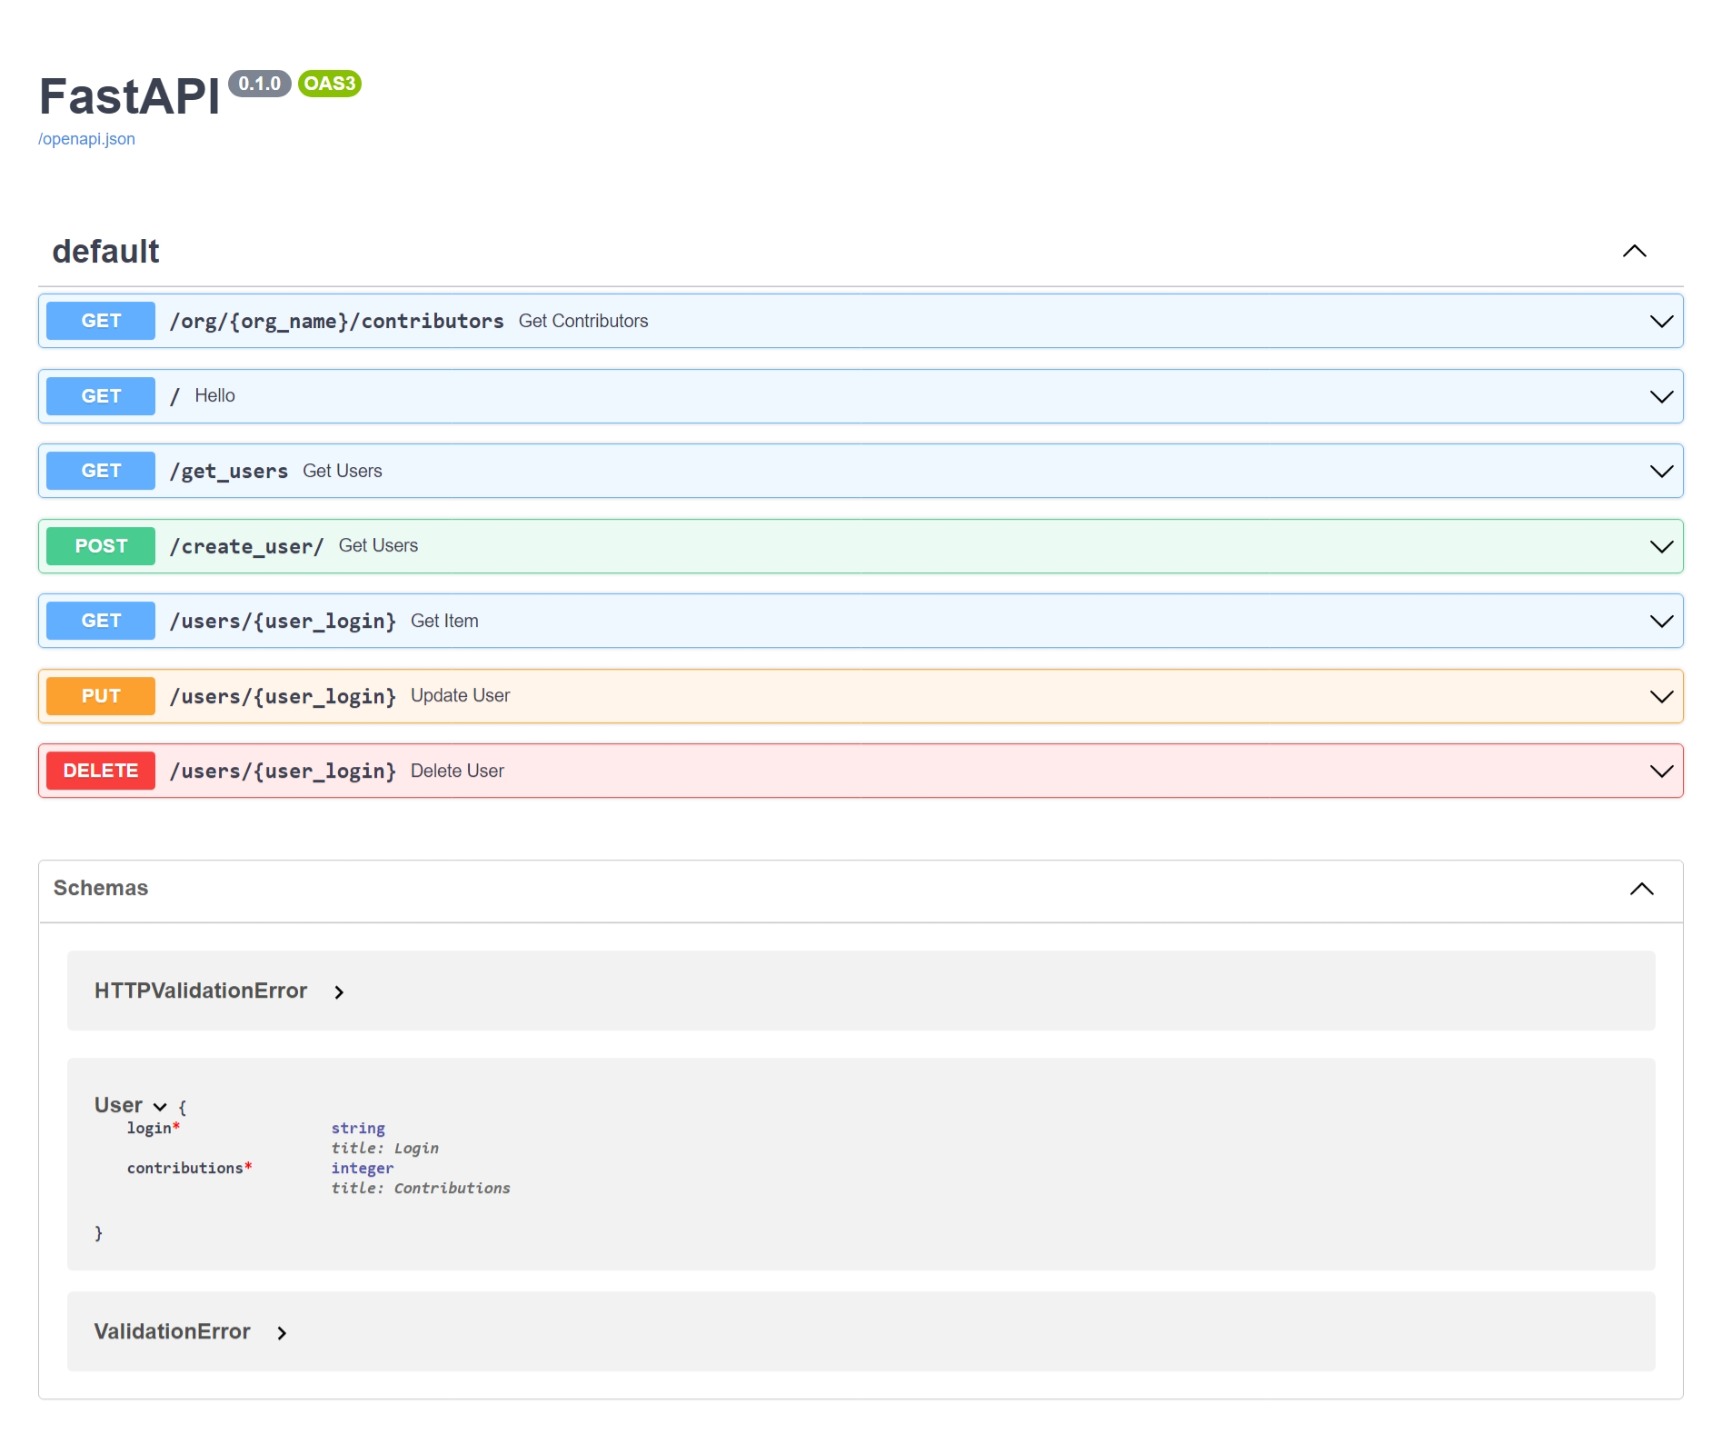 FastAPI 0.1.0 OAS3
/openapi.json
default
GET /org/{org_name}/contributors Get Contributors
GET / Hello
GET /get_users Get Users
POST /create_user/ Get Users
GET /users/{user_login} Get Item
PUT /users/{user_login} Update User
DELETE /users/{user_login} Delete User
Schemas
HTTPValidationError
User {
login* string
title: Login
contributions* integer
title: Contributions
}
ValidationError